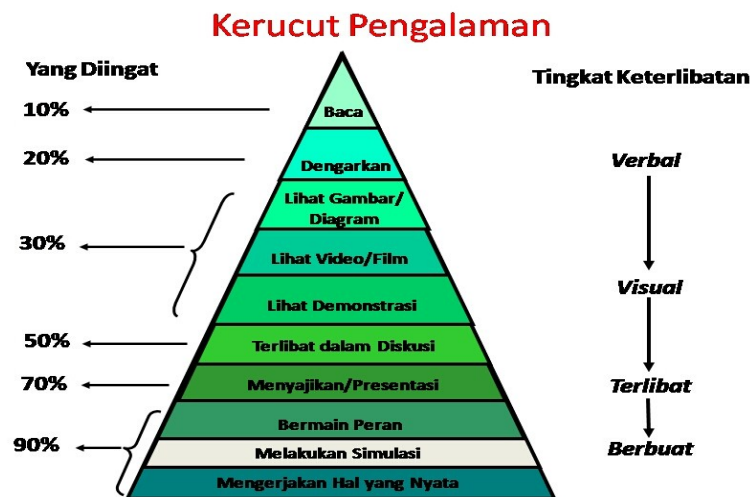 Kerucut Pengalaman
Yang Diingat
Tingkat Keterlibatan
10%
Baca
20%
Dengarkan
Verbal
Lihat Gambar/
Diagram
30%
Lihat Video/Film
Visual
Lihat Demonstrasi
50%
Terlibat dalam Diskusi
70%
Menyajikan/Presentasi
Terlibat
Bermain Peran
90%
Melakukan Simulasi
Berbuat
Mengerjakan Hal yang Nyata